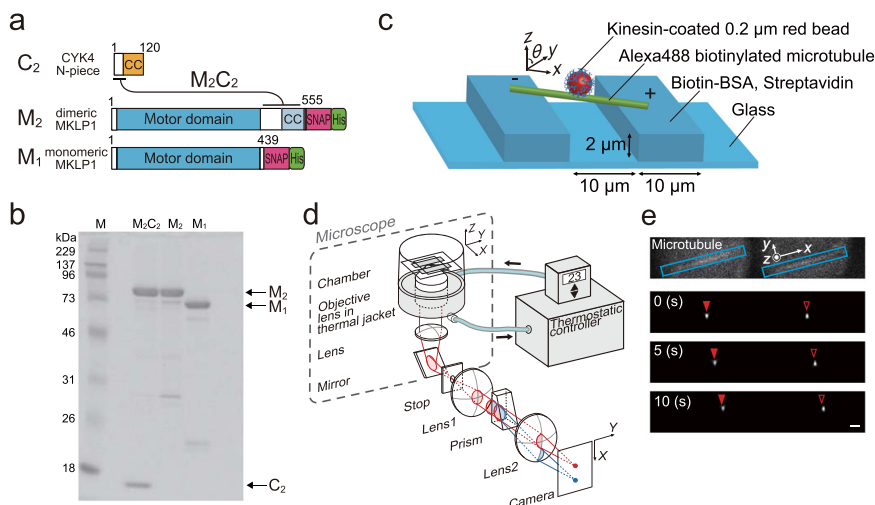 a
1 120
C2 CYK4 CC
N-piece
M2C2
1 555
M2 dimeric Motor domain CC SNAP His
MKLP1
1 439
M1 monomeric Motor domain SNAP His
MKLP1
b
kDa M M2C2 M2 M1
229
137
96
73
46
31
26
18
M2
M1
C2
c
Kinesin-coated 0.2 µm red bead
Alexa488 biotinylated microtubule
Biotin-BSA, Streptavidin
Glass
z θ y x
- +
2 µm
10 µm 10 µm
d
Microscope
Z Y X
Chamber
Objective
lens in
thermal jacket
Lens
Mirror
23
Thermostatic
controller
Stop
Lens1
Prism
Lens2
Camera
Y
X
e
Microtubule y z x
0 (s)
5 (s)
10 (s)